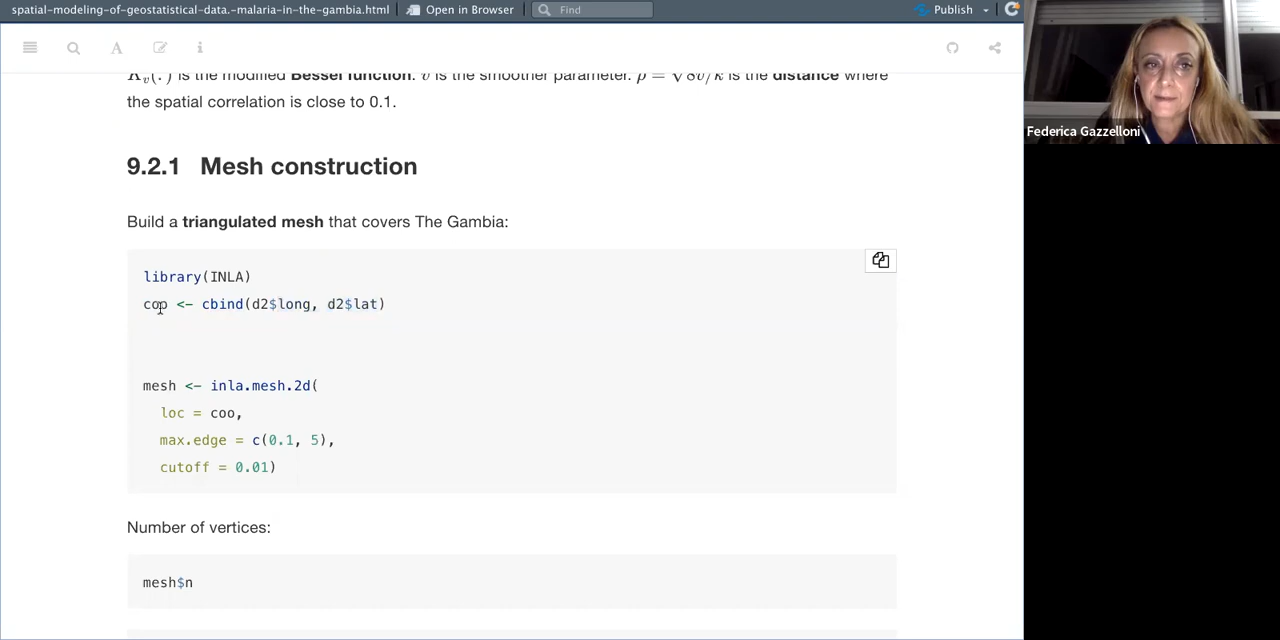 spatial-modeling-of-geostatistical-data.-malaria-in-the-gambia.html Open in Browser Find Publish
Kᵥ(.) is the modified Bessel function. v is the smoother parameter. ρ = √8v/κ is the distance where
the spatial correlation is close to 0.1.
Federica Gazzelloni
9.2.1 Mesh construction
Build a triangulated mesh that covers The Gambia:
library(INLA)
coo <- cbind(d2$long, d2$lat)
mesh <- inla.mesh.2d(
loc = coo,
max.edge = c(0.1, 5),
cutoff = 0.01)
Number of vertices:
mesh$n